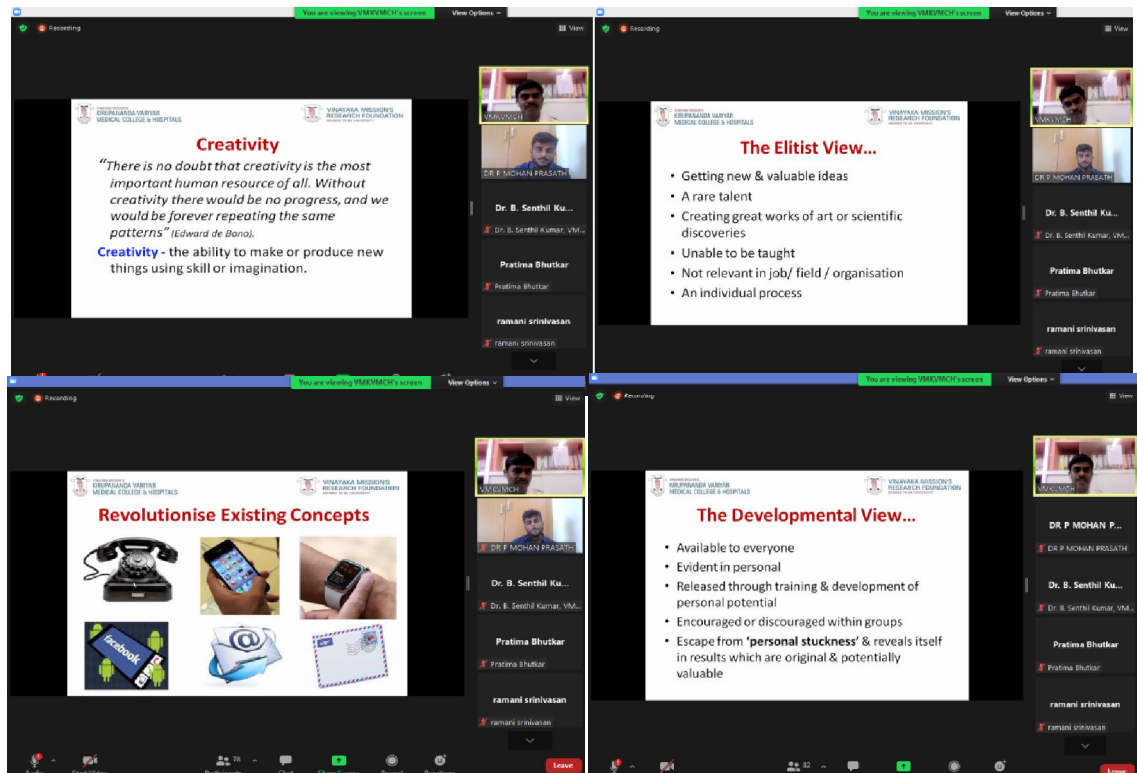 You are viewing VMKVMCH's screen View Options
Recording View
KIRUPANANDA VARIYAR
MEDICAL COLLEGE & HOSPITALS
VINAYAKA MISSION'S
RESEARCH FOUNDATION
Creativity
"There is no doubt that creativity is the most
important human resource of all. Without
creativity there would be no progress, and we
would be forever repeating the same
patterns" (Edward de Bano).
Creativity - the ability to make or produce new
things using skill or imagination.
VMKVMCH
DR P MOHAN PRASATH
Dr. B. Senthil Ku...
Dr. B. Senthil Kumar, VM...
Pratima Bhutkar
Pratima Bhutkar
ramani srinivasan
ramani srinivasan
You are viewing VMKVMCH's screen View Options
Recording View
KIRUPANANDA VARIYAR
MEDICAL COLLEGE & HOSPITALS
VINAYAKA MISSION'S
RESEARCH FOUNDATION
The Elitist View...
• Getting new & valuable ideas
• A rare talent
• Creating great works of art or scientific
discoveries
• Unable to be taught
• Not relevant in job/ field / organisation
• An individual process
VMKVMCH
DR P MOHAN PRASATH
Dr. B. Senthil Ku...
Dr. B. Senthil Kumar, VM...
Pratima Bhutkar
Pratima Bhutkar
ramani srinivasan
ramani srinivasan
You are viewing VMKVMCH's screen View Options
Recording View
KIRUPANANDA VARIYAR
MEDICAL COLLEGE & HOSPITALS
VINAYAKA MISSION'S
RESEARCH FOUNDATION
Revolutionise Existing Concepts
facebook
@
VMKVMCH
DR P MOHAN PRASATH
Dr. B. Senthil Ku...
Dr. B. Senthil Kumar, VM...
Pratima Bhutkar
Pratima Bhutkar
ramani srinivasan
ramani srinivasan
78
Leave
You are viewing VMKVMCH's screen View Options
Recording View
KIRUPANANDA VARIYAR
MEDICAL COLLEGE & HOSPITALS
VINAYAKA MISSION'S
RESEARCH FOUNDATION
The Developmental View...
• Available to everyone
• Evident in personal
• Released through training & development of
personal potential
• Encouraged or discouraged within groups
• Escape from 'personal stuckness' & reveals itself
in results which are original & potentially
valuable
VMKVMCH
DR P MOHAN P...
DR P MOHAN PRASATH
Dr. B. Senthil Ku...
Dr. B. Senthil Kumar, VM...
Pratima Bhutkar
Pratima Bhutkar
ramani srinivasan
ramani srinivasan
82
Leave